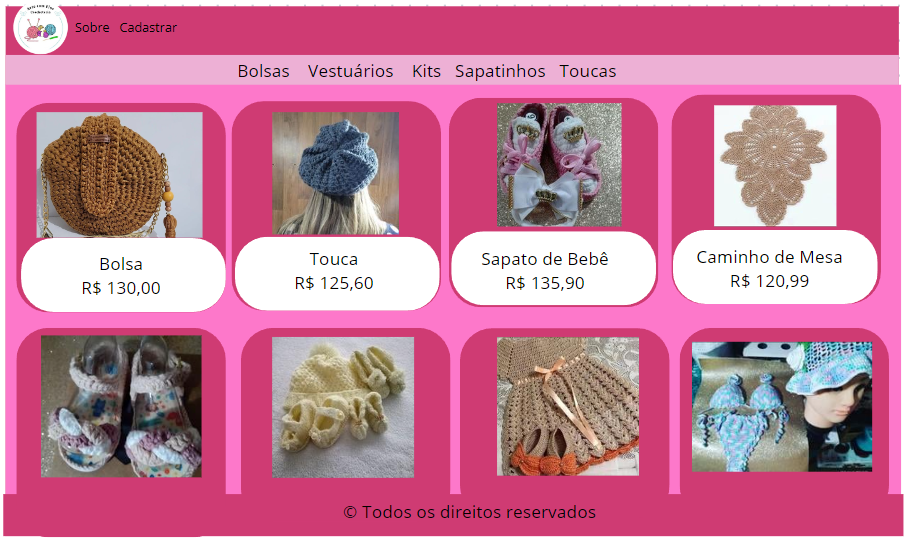 Sobre Cadastrar
Bolsas Vestuários Kits Sapatinhos Toucas
Bolsa
R$ 130,00
Touca
R$ 125,60
Sapato de Bebê
R$ 135,90
Caminho de Mesa
R$ 120,99
© Todos os direitos reservados